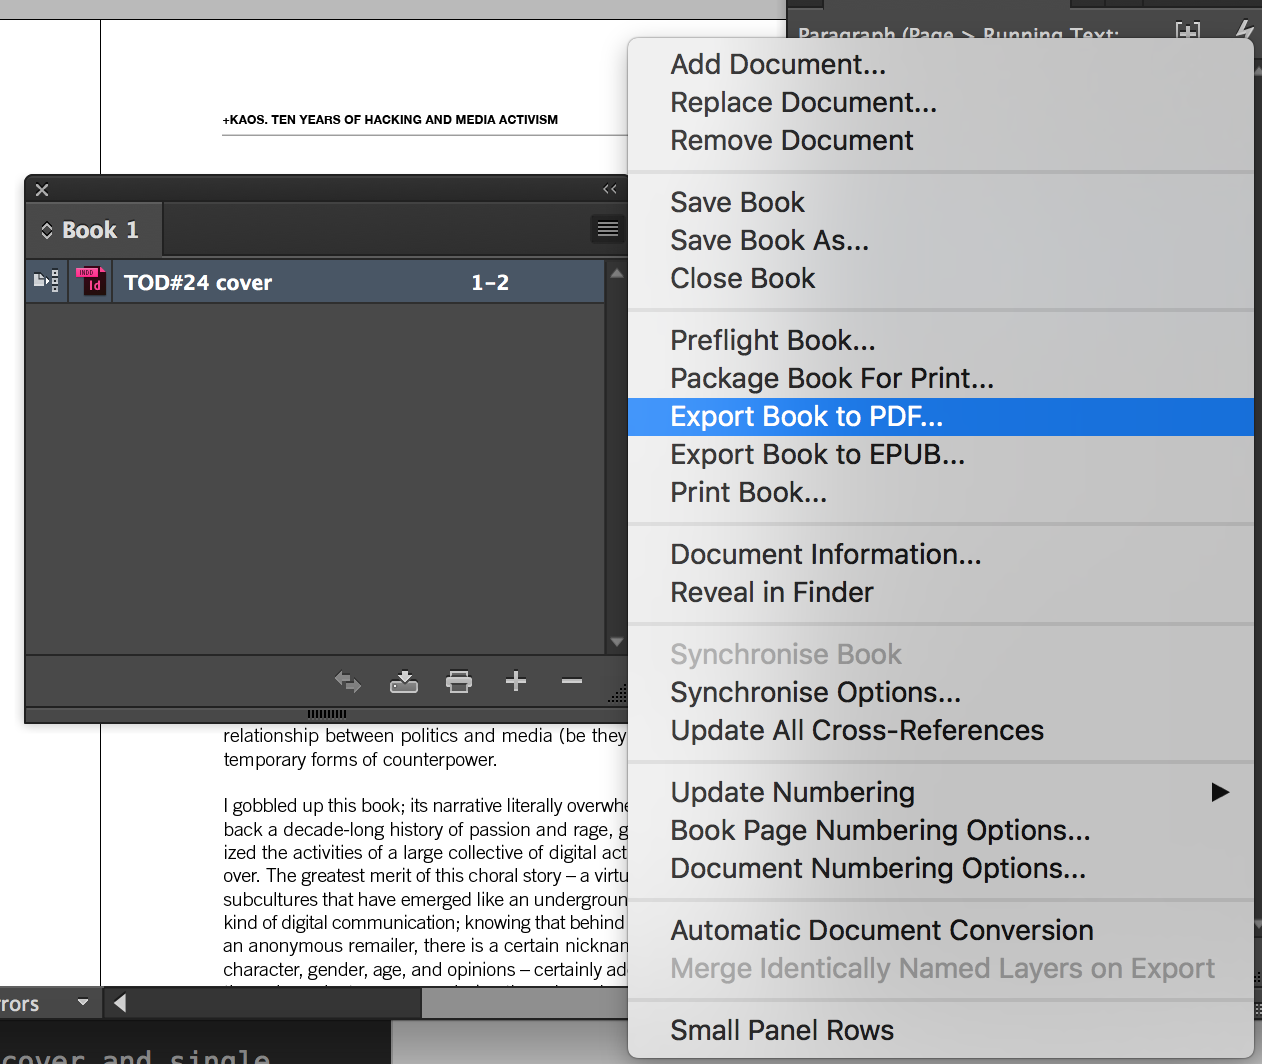 Paragraph (Page > Running Text:
+KAOS. TEN YEARS OF HACKING AND MEDIA ACTIVISM
Book 1
INDD
Id
TOD#24 cover 1-2
relationship between politics and media (be they
temporary forms of counterpower.
I gobbled up this book; its narrative literally overwhe
back a decade-long history of passion and rage, g
ized the activities of a large collective of digital act
over. The greatest merit of this choral story – a virtu
subcultures that have emerged like an undergroun
kind of digital communication; knowing that behind
an anonymous remailer, there is a certain nicknan
character, gender, age, and opinions – certainly ad
rors
cover and single
Add Document...
Replace Document...
Remove Document
Save Book
Save Book As...
Close Book
Preflight Book...
Package Book For Print...
Export Book to PDF...
Export Book to EPUB...
Print Book...
Document Information...
Reveal in Finder
Synchronise Book
Synchronise Options...
Update All Cross-References
Update Numbering
Book Page Numbering Options...
Document Numbering Options...
Automatic Document Conversion
Merge Identically Named Layers on Export
Small Panel Rows